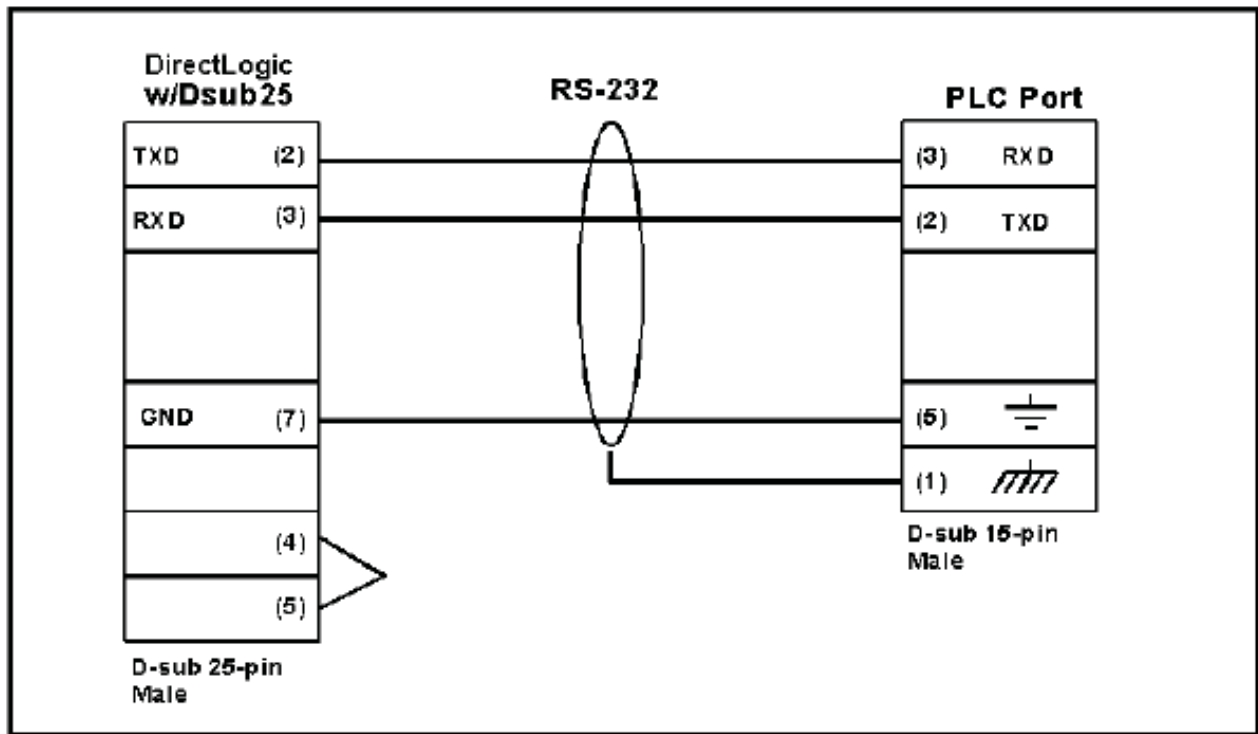 DirectLogic
w/Dsub25
RS-232
PLC Port
TXD (2)
(3) RXD
RXD (3)
(2) TXD
GND (7)
(5)
(1)
(4)
(5)
D-sub 15-pin
Male
D-sub 25-pin
Male